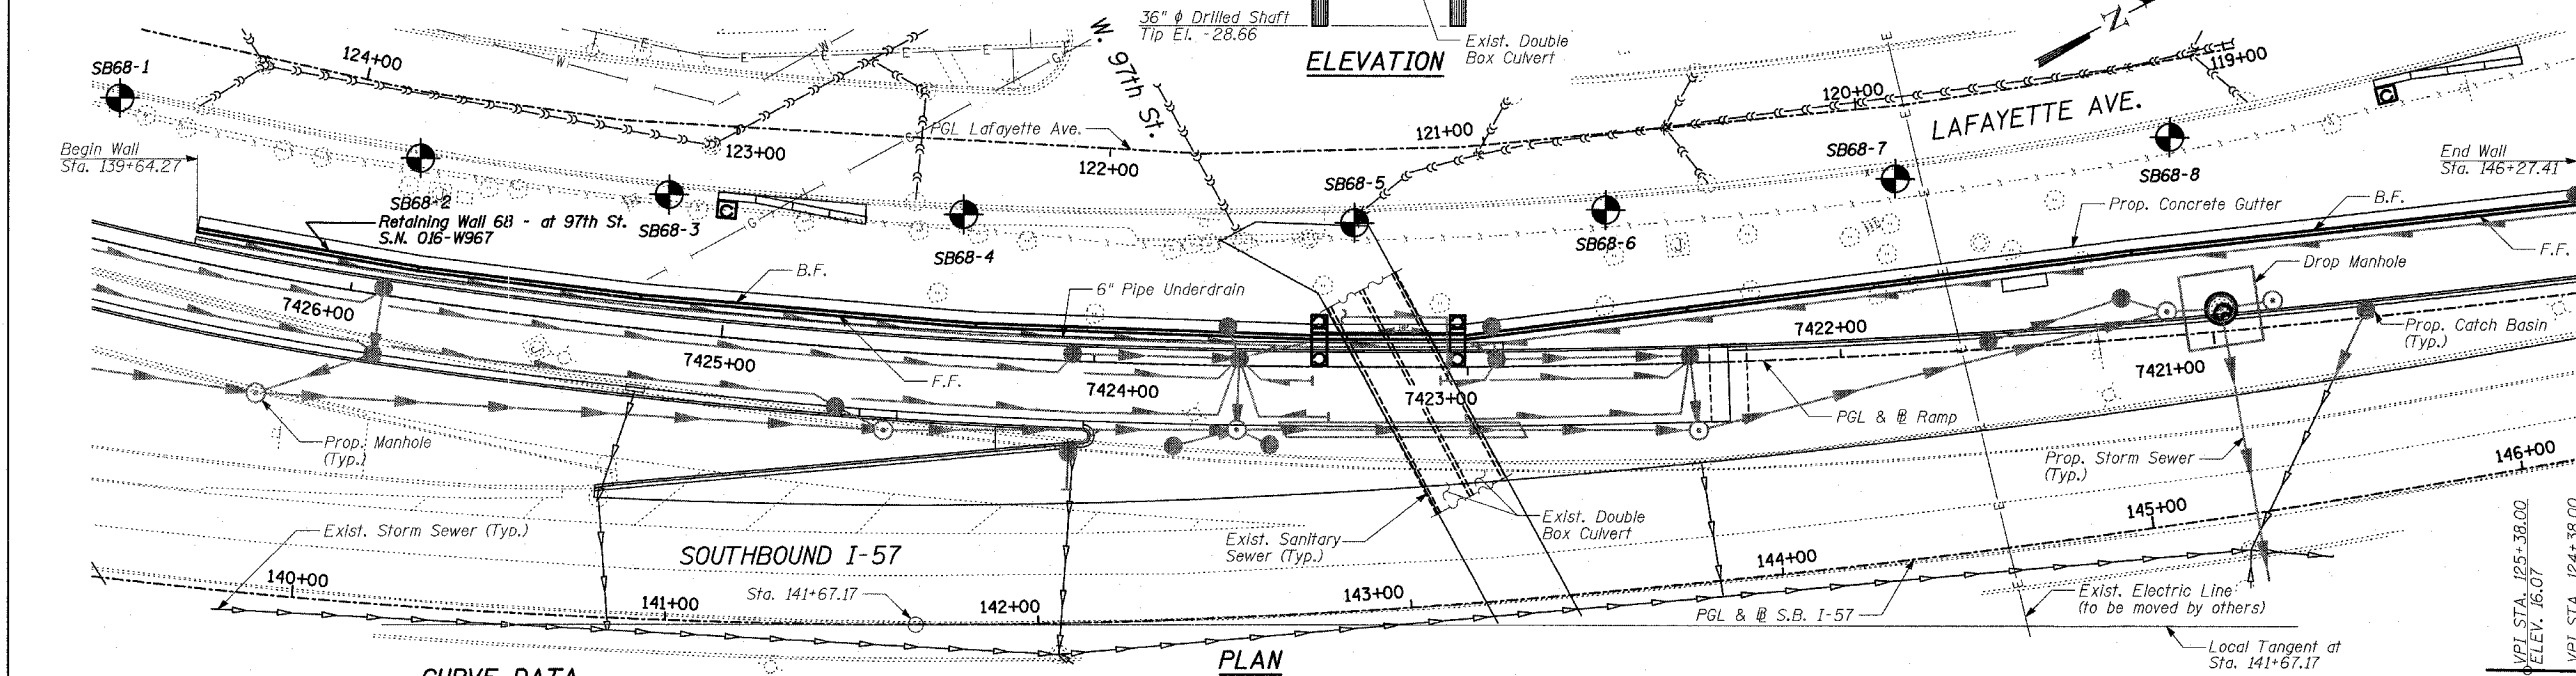 36" ϕ Drilled Shaft
Tip El. -28.66
ELEVATION
Exist. Double
Box Culvert
Z
W. 97th St.
SB68-1
124+00
W
E
E
E
E
W
G
119+00
120+00
LAFAYETTE AVE.
PGL Lafayette Ave.
121+00
123+00
122+00
G
E
Begin Wall
Sta. 139+64.27
SB68-2
SB68-3
SB68-4
SB68-5
SB68-6
SB68-7
SB68-8
End Wall
Sta. 146+27.41
Retaining Wall 68 - at 97th St.
S.N. 016-W967
C
C
G
J
Prop. Concrete Gutter
B.F.
F.F.
B.F.
6" Pipe Underdrain
Drop Manhole
7426+00
7425+00
7424+00
7423+00
7422+00
7421+00
F.F.
Prop. Catch Basin
(Typ.)
PGL & ⅊ Ramp
Prop. Manhole
(Typ.)
Prop. Storm Sewer
(Typ.)
146+00
145+00
Exist. Storm Sewer (Typ.)
SOUTHBOUND I-57
Exist. Sanitary
Sewer (Typ.)
Exist. Double
Box Culvert
140+00
141+00
Sta. 141+67.17
142+00
143+00
144+00
PGL & ⅊ S.B. I-57
E
E
Exist. Electric Line
(to be moved by others)
Local Tangent at
Sta. 141+67.17
VPI STA. 125+38.00
ELEV. 16.07
VPI STA. 124+38.00
PLAN
CURVE DATA